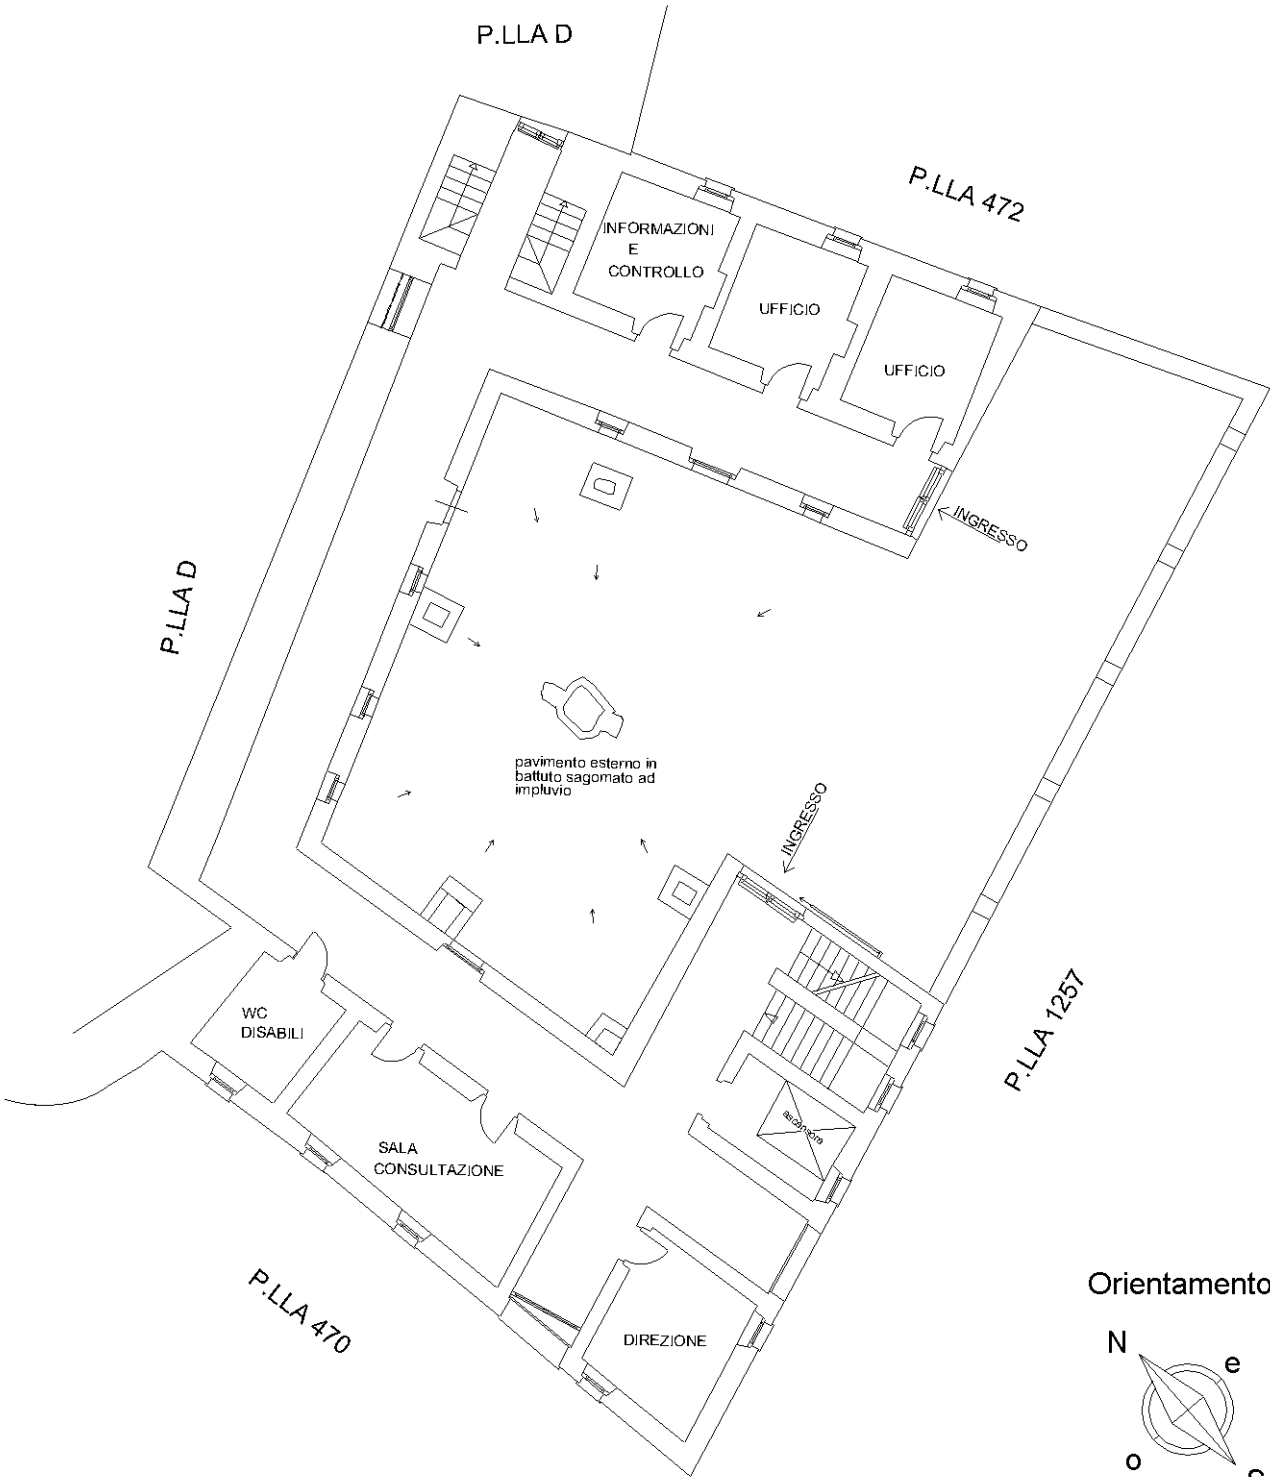 P.LLA D
P.LLA 472
INFORMAZIONI
E
CONTROLLO
UFFICIO
UFFICIO
INGRESSO
P.LLA D
pavimento esterno in
battuto sagomato ad
impluvio
INGRESSO
WC
DISABILI
P.LLA 1257
ascensore
SALA
CONSULTAZIONE
P.LLA 470
DIREZIONE
Orientamento
N
e
o